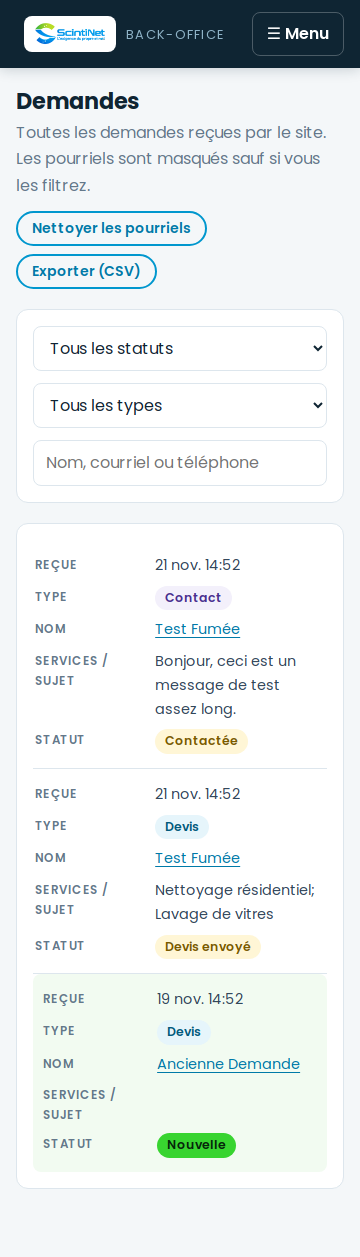 ScintiNet
BACK-OFFICE
☰ Menu
Demandes
Toutes les demandes reçues par le site.
Les pourriels sont masqués sauf si vous
les filtrez.
Nettoyer les pourriels
Exporter (CSV)
Tous les statuts
Tous les types
Nom, courriel ou téléphone
REÇUE 21 nov. 14:52
TYPE Contact
NOM Test Fumée
SERVICES / Bonjour, ceci est un
SUJET message de test
assez long.
STATUT Contactée
REÇUE 21 nov. 14:52
TYPE Devis
NOM Test Fumée
SERVICES / Nettoyage résidentiel;
SUJET Lavage de vitres
STATUT Devis envoyé
REÇUE 19 nov. 14:52
TYPE Devis
NOM Ancienne Demande
SERVICES /
SUJET
STATUT Nouvelle